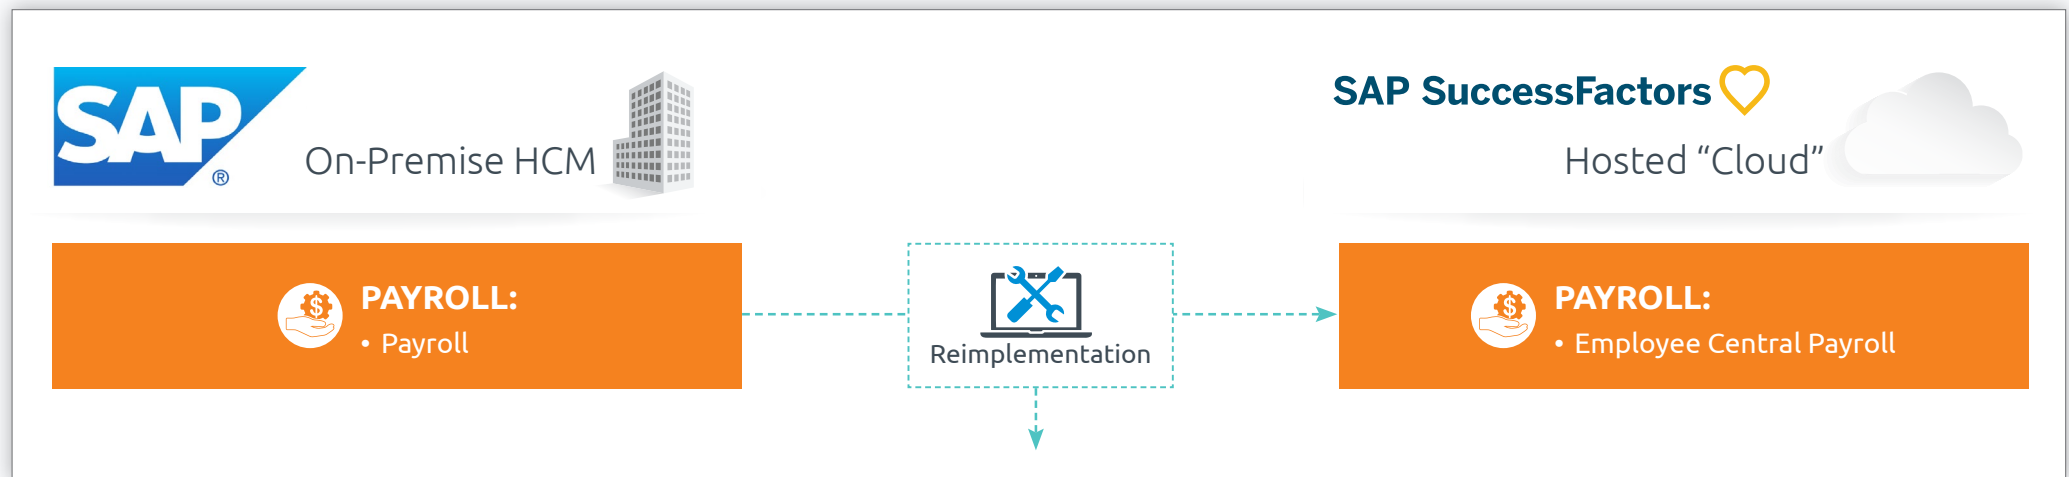 SAP
®
On-Premise HCM
SAP SuccessFactors
Hosted “Cloud”
PAYROLL:
• Payroll
Reimplementation
PAYROLL:
• Employee Central Payroll